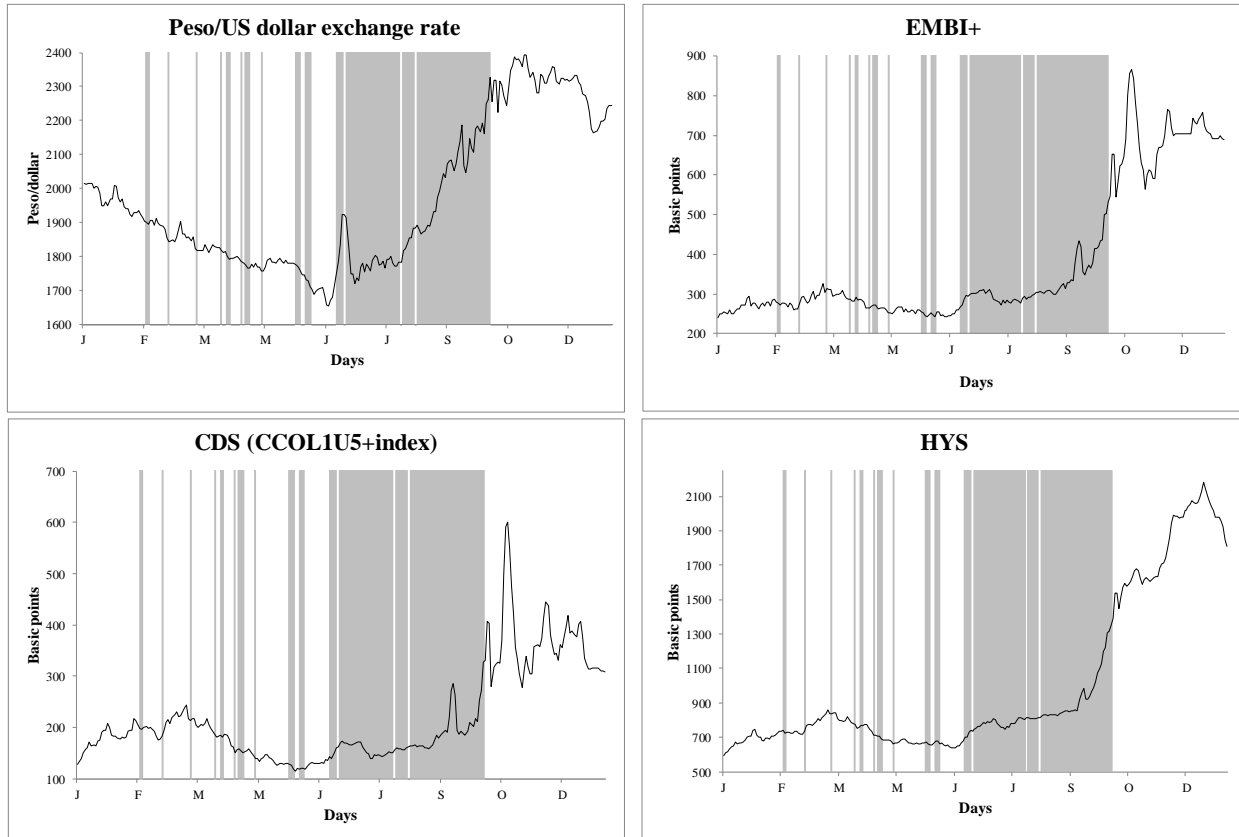 Peso/US dollar exchange rate
2400
2300
2200
2100
2000
1900
1800
1700
1600
Peso/dollar
J F M M J J S O D
Days
EMBI+
900
800
700
600
500
400
300
200
Basic points
J F M M J J S O D
Days
CDS (CCOL1U5+index)
700
600
500
400
300
200
100
Basic points
J F M M J J S O D
Days
HYS
2100
1900
1700
1500
1300
1100
900
700
500
Basic points
J F M M J J S O D
Days